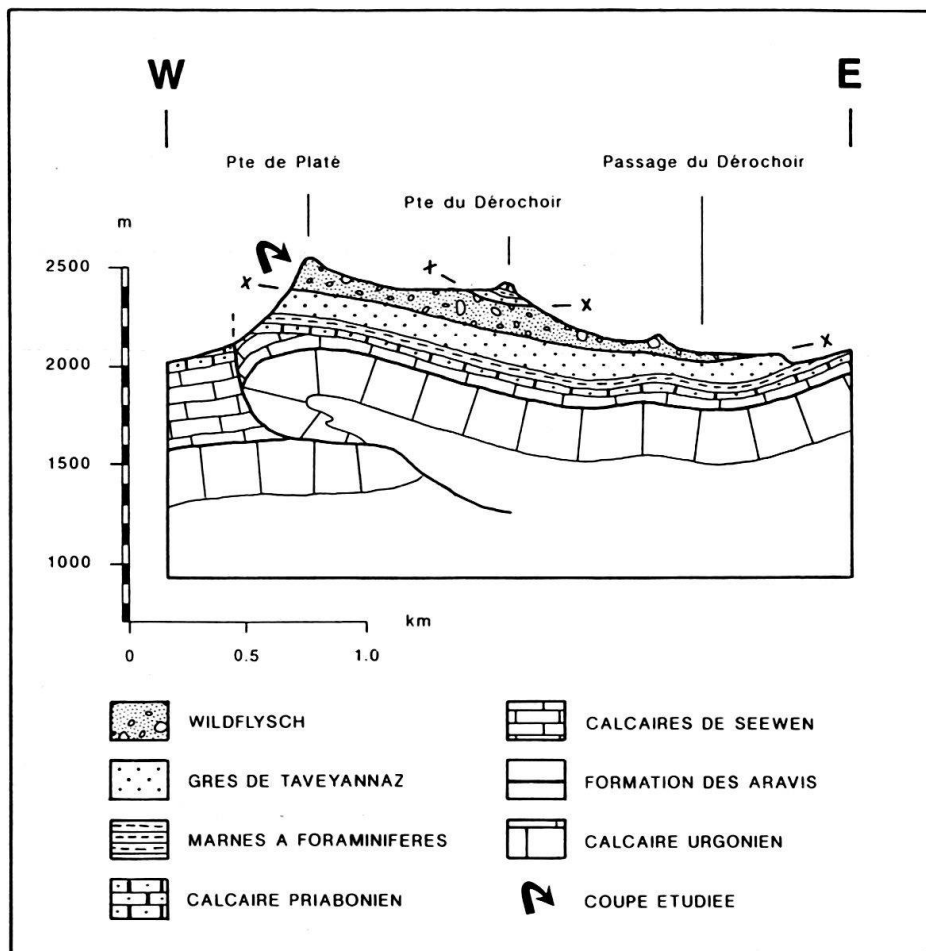 W
E
Pte de Platé
Passage du Dérochoir
Pte du Dérochoir
m
2500
2000
1500
1000
x
x
x
x
km
0 0.5 1.0
WILDFLYSCH
GRES DE TAVEYANNAZ
MARNES A FORAMINIFERES
CALCAIRE PRIABONIEN
CALCAIRES DE SEEWEN
FORMATION DES ARAVIS
CALCAIRE URGONIEN
COUPE ETUDIEE